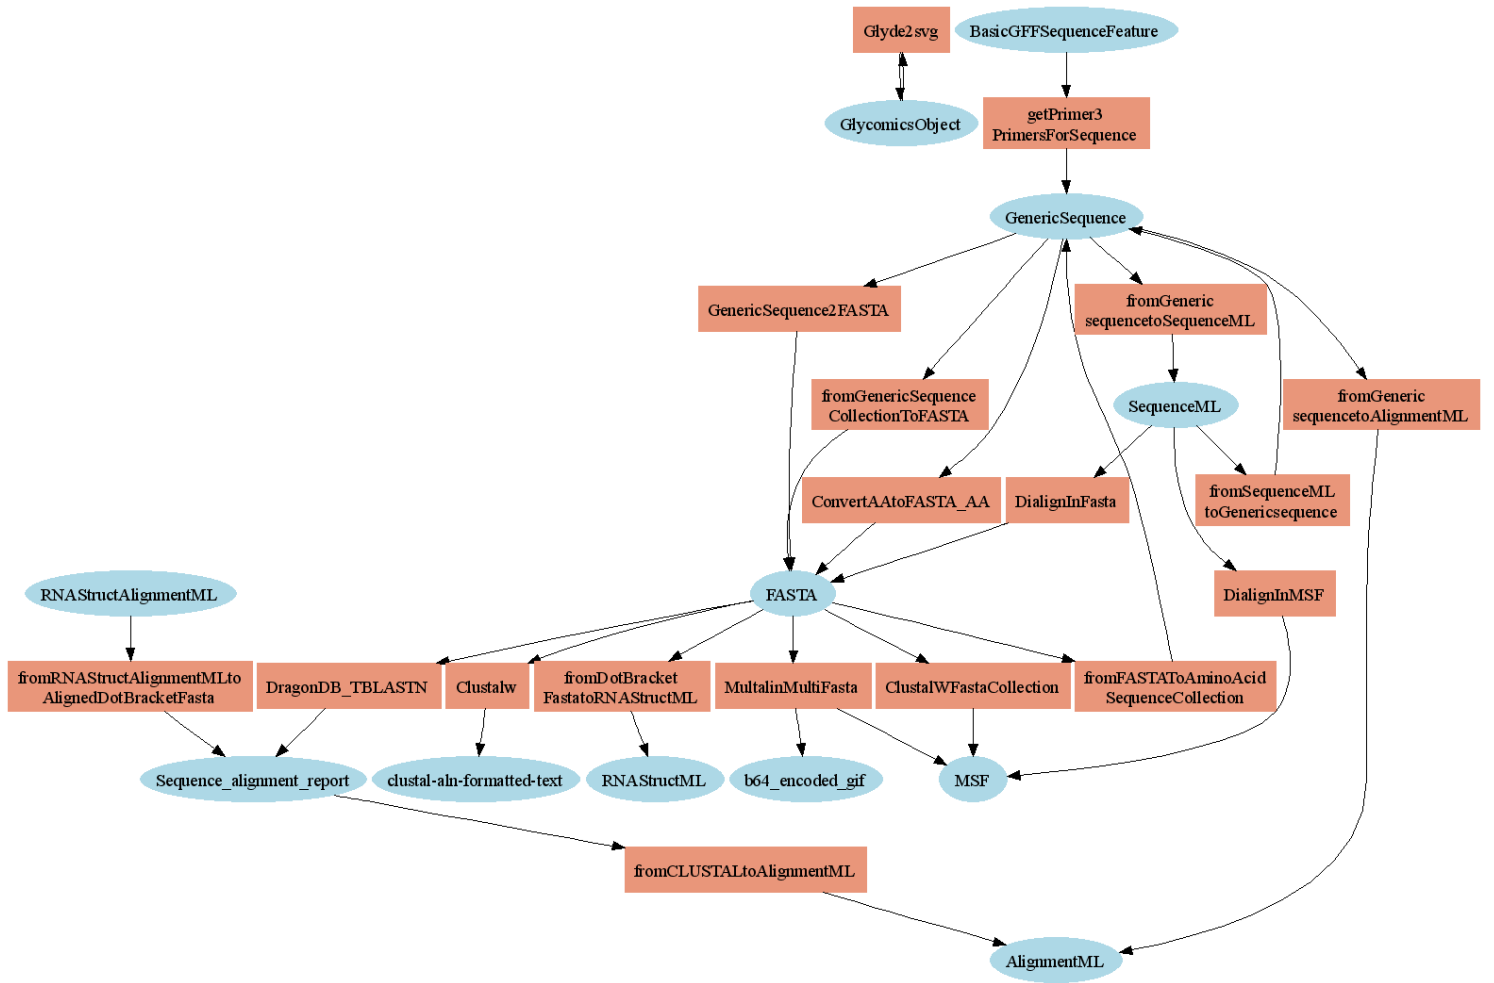 Glyde2svg
BasicGFFSequenceFeature
GlycomicsObject
getPrimer3
PrimersForSequence
GenericSequence
GenericSequence2FASTA
fromGeneric
sequencetoSequenceML
fromGenericSequence
CollectionToFASTA
SequenceML
fromGeneric
sequencetoAlignmentML
ConvertAAtoFASTA_AA
DialignInFasta
fromSequenceML
toGenericsequence
RNAStructAlignmentML
FASTA
DialignInMSF
fromRNAStructAlignmentMLto
AlignedDotBracketFasta
DragonDB_TBLASTN
Clustalw
fromDotBracket
FastatoRNAStructML
MultalinMultiFasta
ClustalWFastaCollection
fromFASTAToAminoAcid
SequenceCollection
Sequence_alignment_report
clustal-aln-formatted-text
RNAStructML
b64_encoded_gif
MSF
fromCLUSTALtoAlignmentML
AlignmentML